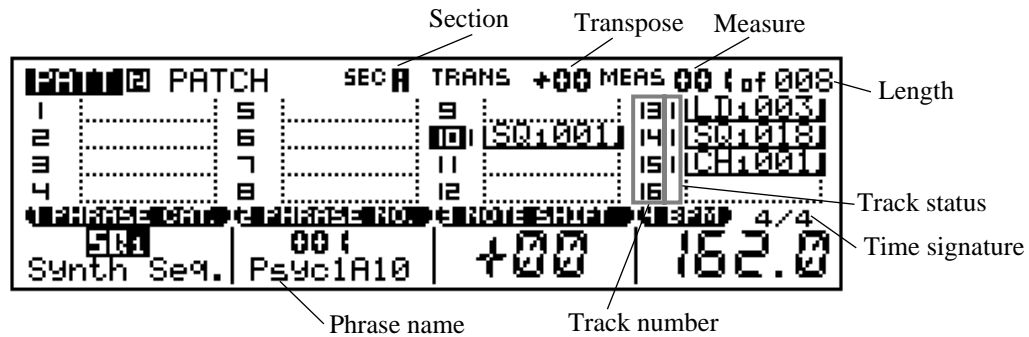 Section Transpose Measure
PATT 2 PATCH SEC A TRANS +00 MEAS 001 of 008
Length
1 5 9 13 LD:003
2 6 10 SQ:001 14 SQ:018
3 7 11 15 CH:001
4 8 12 16
Track status
1 PHRASE CAT. 2 PHRASE NO. 3 NOTE SHIFT 4 BPM 4/4
Time signature
SQ: 001 +00 162.0
Synth Seq. Psyc1A10
Phrase name Track number